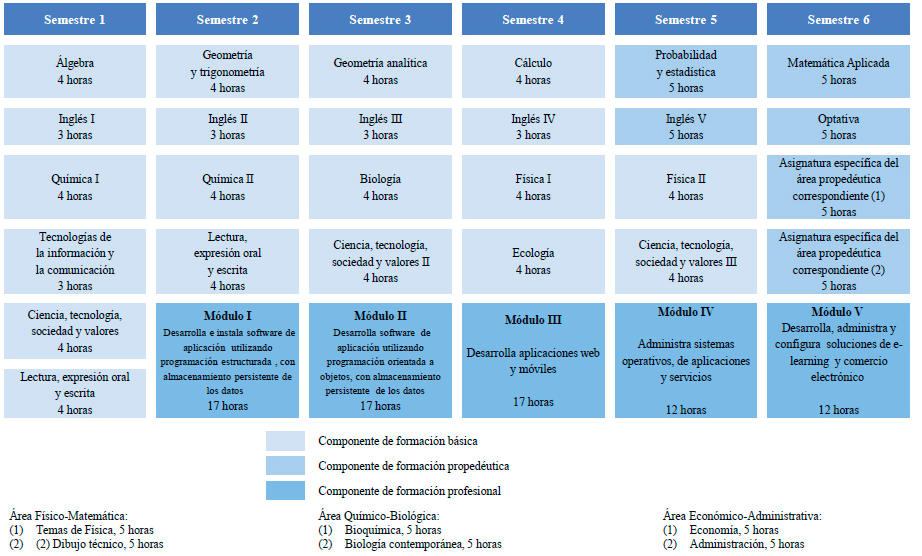 Semestre 1
Semestre 2
Semestre 3
Semestre 4
Semestre 5
Semestre 6
Álgebra
4 horas
Geometría
y trigonometría
4 horas
Geometría analítica
4 horas
Cálculo
4 horas
Probabilidad
y estadística
5 horas
Matemática Aplicada
5 horas
Inglés I
3 horas
Inglés II
3 horas
Inglés III
3 horas
Inglés IV
3 horas
Inglés V
5 horas
Optativa
5 horas
Química I
4 horas
Química II
4 horas
Biología
4 horas
Física I
4 horas
Física II
4 horas
Asignatura específica del
área propedéutica
correspondiente (1)
5 horas
Tecnologías de
la información y
la comunicación
3 horas
Lectura,
expresión oral
y escrita
4 horas
Ciencia, tecnología,
sociedad y valores II
4 horas
Ecología
4 horas
Ciencia, tecnología,
sociedad y valores III
4 horas
Asignatura específica del
área propedéutica
correspondiente (2)
5 horas
Ciencia, tecnología,
sociedad y valores
4 horas
Lectura, expresión oral
y escrita
4 horas
Módulo I
Desarrolla e instala software de
aplicación utilizando
programación estructurada , con
almacenamiento persistente de
los datos
17 horas
Módulo II
Desarrolla software de
aplicación utilizando
programación orientada a
objetos, con almacenamiento
persistente de los datos
17 horas
Módulo III
Desarrolla aplicaciones web
y móviles
17 horas
Módulo IV
Administra sistemas
operativos, de aplicaciones
y servicios
12 horas
Módulo V
Desarrolla, administra y
configura soluciones de e-
learning y comercio
electrónico
12 horas
Componente de formación básica
Componente de formación propedéutica
Componente de formación profesional
Área Físico-Matemática:
(1) Temas de Física, 5 horas
(2) (2) Dibujo técnico, 5 horas
Área Químico-Biológica:
(1) Bioquímica, 5 horas
(2) Biología contemporánea, 5 horas
Área Económico-Administrativa:
(1) Economía, 5 horas
(2) Administración, 5 horas